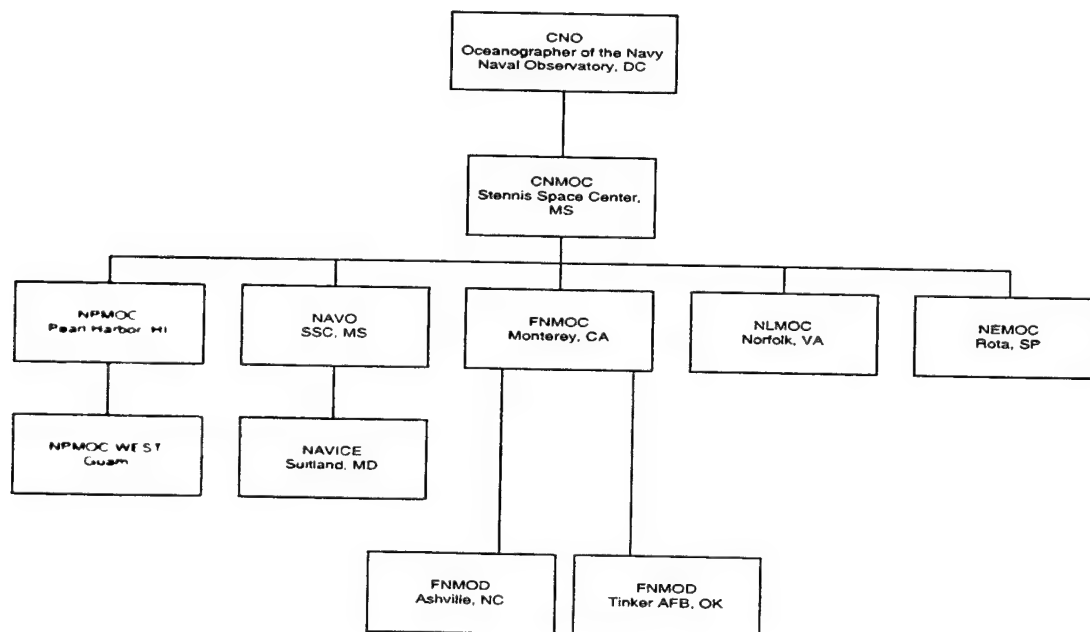 CNO
Oceanographer of the Navy
Naval Observatory, DC
CNMOC
Stennis Space Center,
MS
NPMOC
Pearl Harbor, HI
NAVO
SSC, MS
FNMOC
Monterey, CA
NLMOC
Norfolk, VA
NEMOC
Rota, SP
NPMOC WEST
Guam
NAVICE
Suitland, MD
FNMOD
Ashville, NC
FNMOD
Tinker AFB, OK